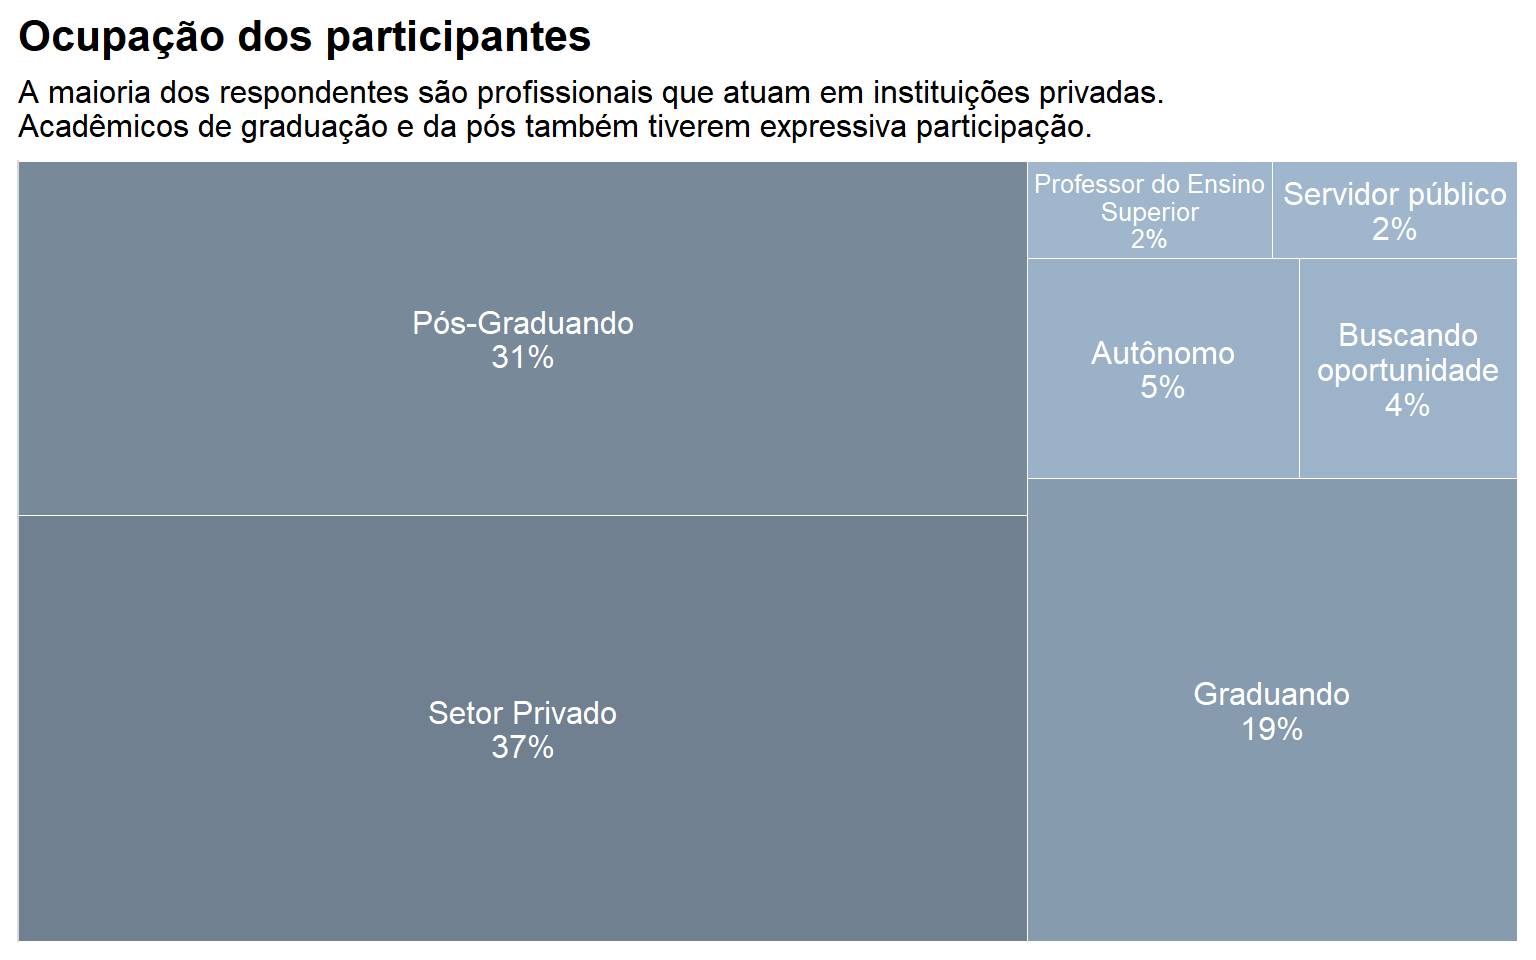 Ocupação dos participantes
A maioria dos respondentes são profissionais que atuam em instituições privadas.
Acadêmicos de graduação e da pós também tiverem expressiva participação.
Pós-Graduando
31%
Setor Privado
37%
Professor do Ensino
Superior
2%
Servidor público
2%
Autônomo
5%
Buscando
oportunidade
4%
Graduando
19%